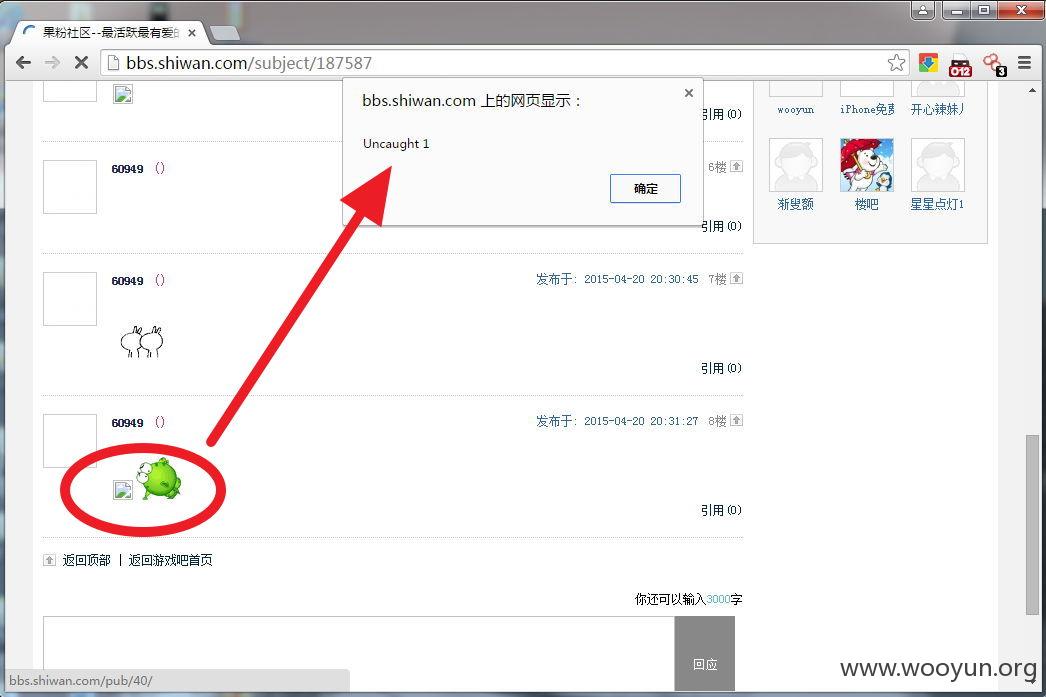 果粉社区--最活跃最有爱的
bbs.shiwan.com/subject/187587
012
3
bbs.shiwan.com 上的网页显示：
Uncaught 1
确定
引用 (0)
wooyun
iPhone免费
开心辣妹丿
60949 ()
6楼
引用 (0)
渐叟额
楼吧
星星点灯1
60949 ()
发布于: 2015-04-20 20:30:45 7楼
引用 (0)
60949 ()
发布于: 2015-04-20 20:31:27 8楼
引用 (0)
返回顶部 | 返回游戏吧首页
你还可以输入3000字
回应
bbs.shiwan.com/pub/40/
www.wooyun.org